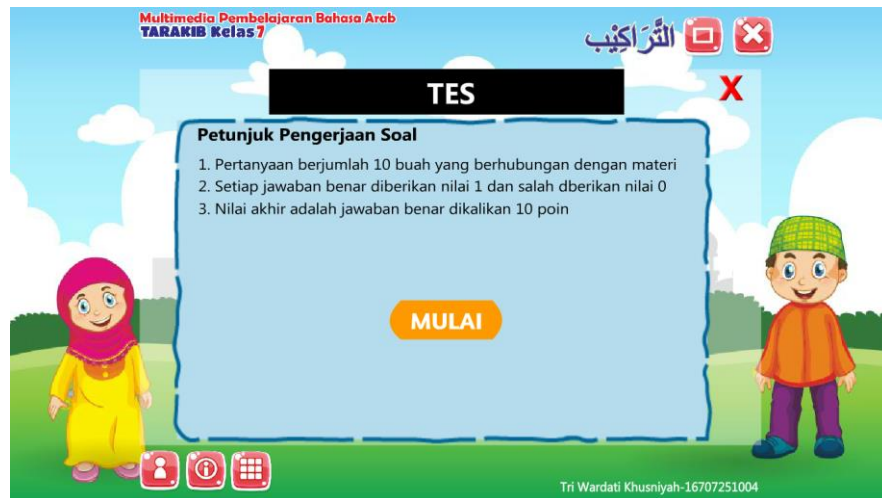 Multimedia Pembelajaran Bahasa Arab
TARAKIB Kelas 7
التَّرَاكِيْب
X
TES
Petunjuk Pengerjaan Soal
1. Pertanyaan berjumlah 10 buah yang berhubungan dengan materi
2. Setiap jawaban benar diberikan nilai 1 dan salah dberikan nilai 0
3. Nilai akhir adalah jawaban benar dikalikan 10 poin
MULAI
Tri Wardati Khusniyah-16707251004